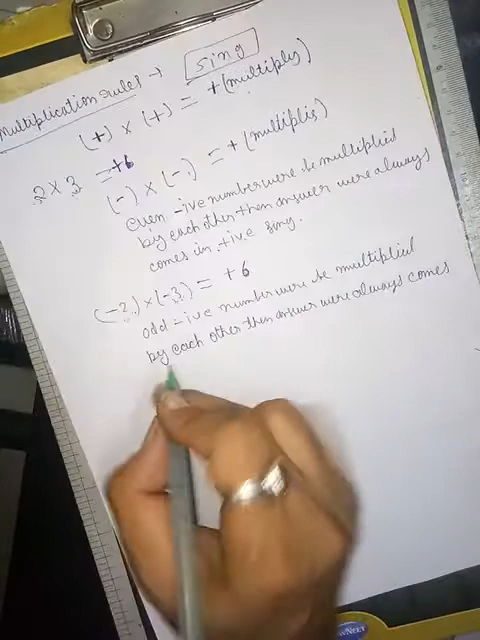 Multiplication rules → sing
(+) × (+) = +(multiply)
2 × 3 = +6
(-) × (-) = +(multiplis)
even -ive number were be multiplied
by each other then answer were always
comes in +ive sing.
(-2) × (-3) = +6
odd -ive number were be multiplied
by each other then answer were always comes